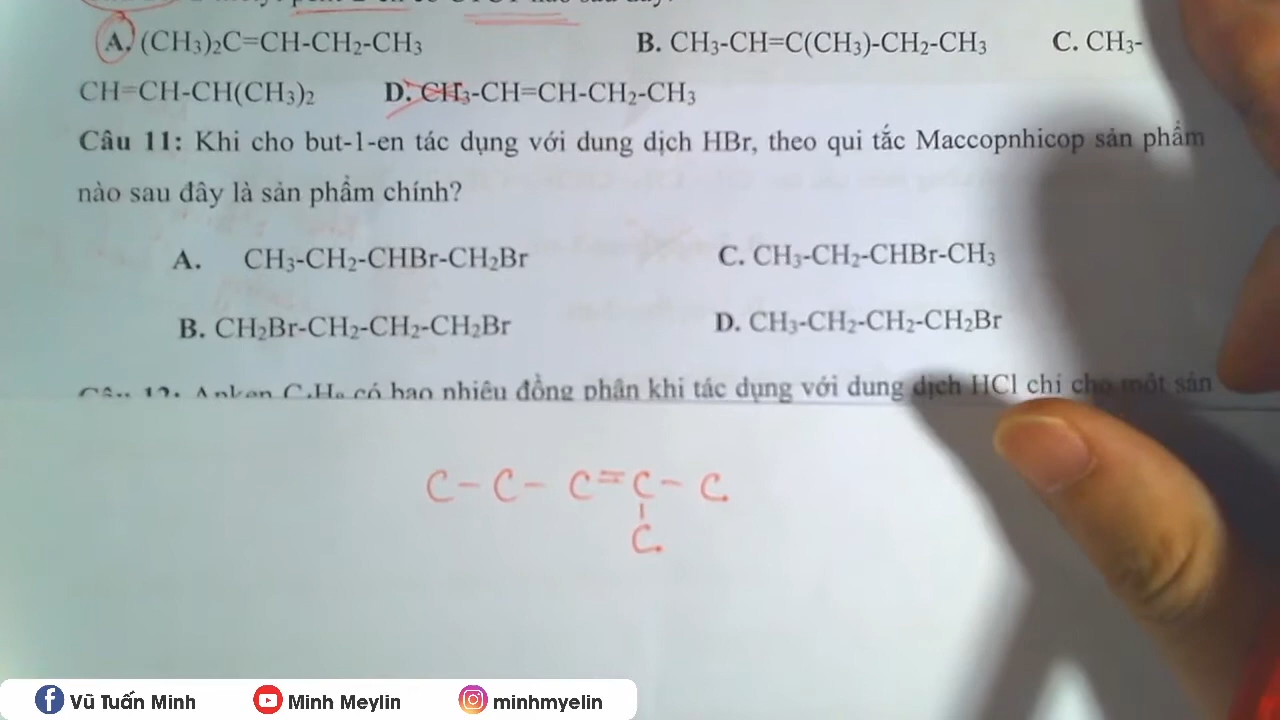 A. (CH₃)₂C=CH-CH₂-CH₃ B. CH₃-CH=C(CH₃)-CH₂-CH₃ C. CH₃-
CH=CH-CH(CH₃)₂ D. CH₃-CH=CH-CH₂-CH₃
Câu 11: Khi cho but-1-en tác dụng với dung dịch HBr, theo qui tắc Maccopnhicop sản phẩm
nào sau đây là sản phẩm chính?
A. CH₃-CH₂-CHBr-CH₂Br C. CH₃-CH₂-CHBr-CH₃
B. CH₂Br-CH₂-CH₂-CH₂Br D. CH₃-CH₂-CH₂-CH₂Br
Câu 12: Anken có bao nhiêu đồng phân khi tác dụng với dung dịch HCl chỉ cho một sản
C - C - C = C - C
C
Vũ Tuấn Minh Minh Meylin minhmyelin